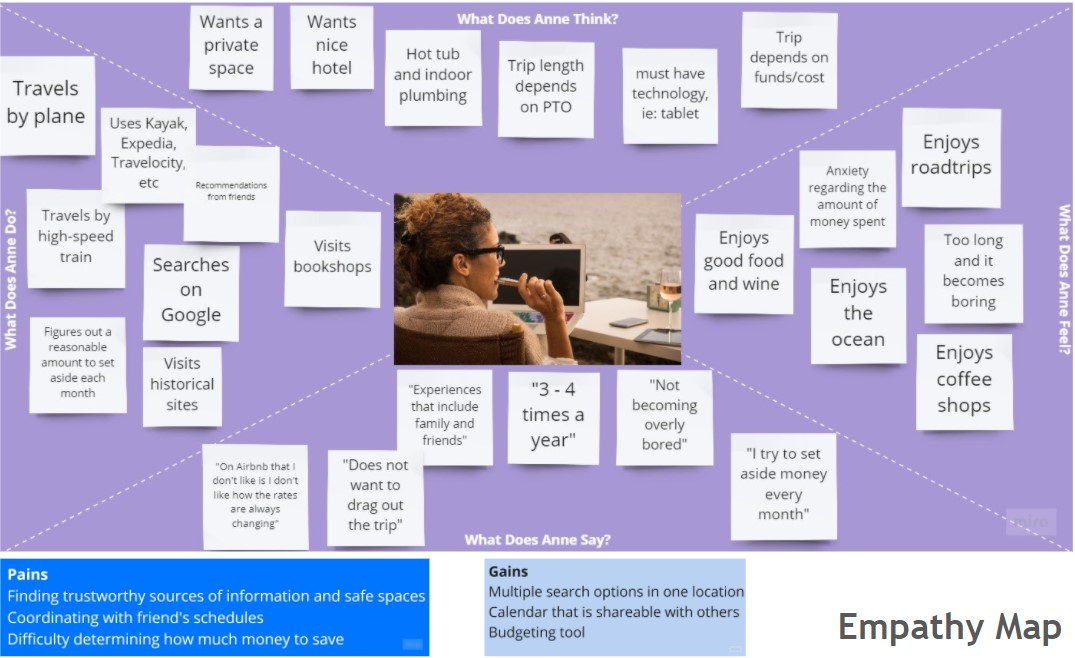 What Does Anne Think?
Wants a
private
space
Wants
nice
hotel
Hot tub
and indoor
plumbing
Trip length
depends
on PTO
must have
technology,
ie: tablet
Trip
depends on
funds/cost
What Does Anne Do?
Travels
by plane
Uses Kayak,
Expedia,
Travelocity,
etc
Recommendations
from friends
Travels by
high-speed
train
Searches
on
Google
Visits
bookshops
Figures out a
reasonable
amount to set
aside each
month
Visits
historical
sites
What Does Anne Feel?
Enjoys
roadtrips
Anxiety
regarding the
amount of
money spent
Enjoys
good food
and wine
Too long
and it
becomes
boring
Enjoys
the
ocean
Enjoys
coffee
shops
"Experiences
that include
family and
friends"
"3 - 4
times a
year"
"Not
becoming
overly
bored"
"On Airbnb that I
don't like is I don't
like how the rates
are always
changing"
"Does not
want to
drag out
the trip"
"I try to set
aside money
every
month"
What Does Anne Say?
miro
Pains
Finding trustworthy sources of information and safe spaces
Coordinating with friend's schedules
Difficulty determining how much money to save
Gains
Multiple search options in one location
Calendar that is shareable with others
Budgeting tool
Empathy Map